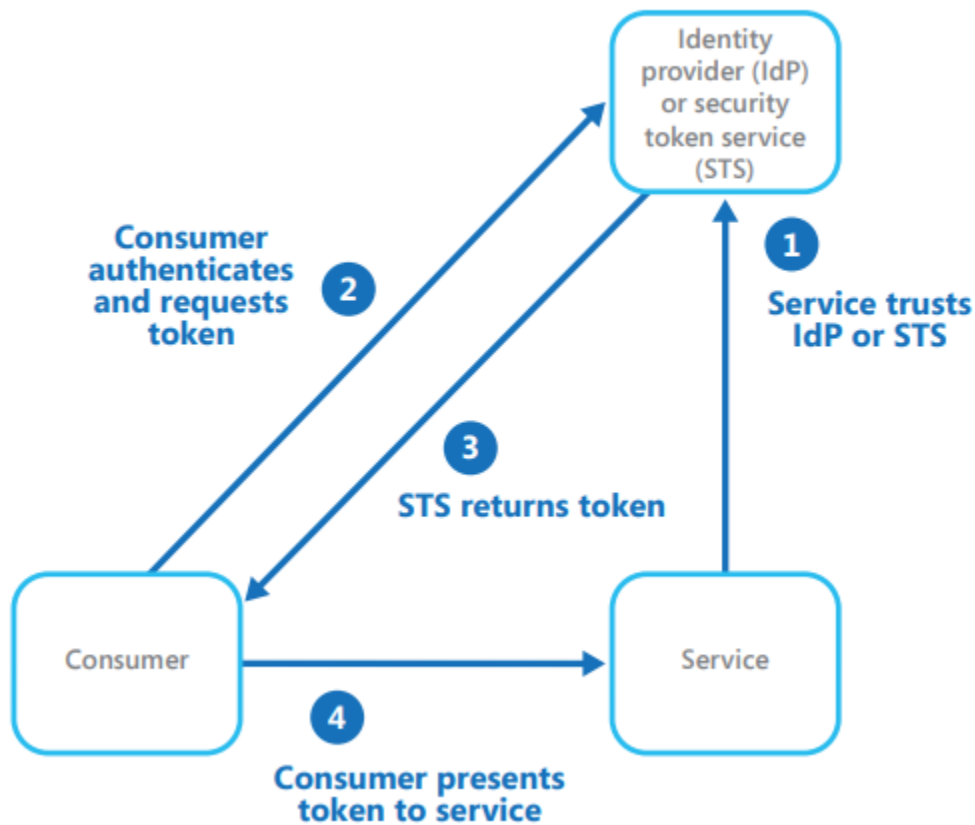 Identity
provider (IdP)
or security
token service
(STS)
1
Service trusts
IdP or STS
Consumer
authenticates
and requests
token
2
3
STS returns token
Consumer
Service
4
Consumer presents
token to service